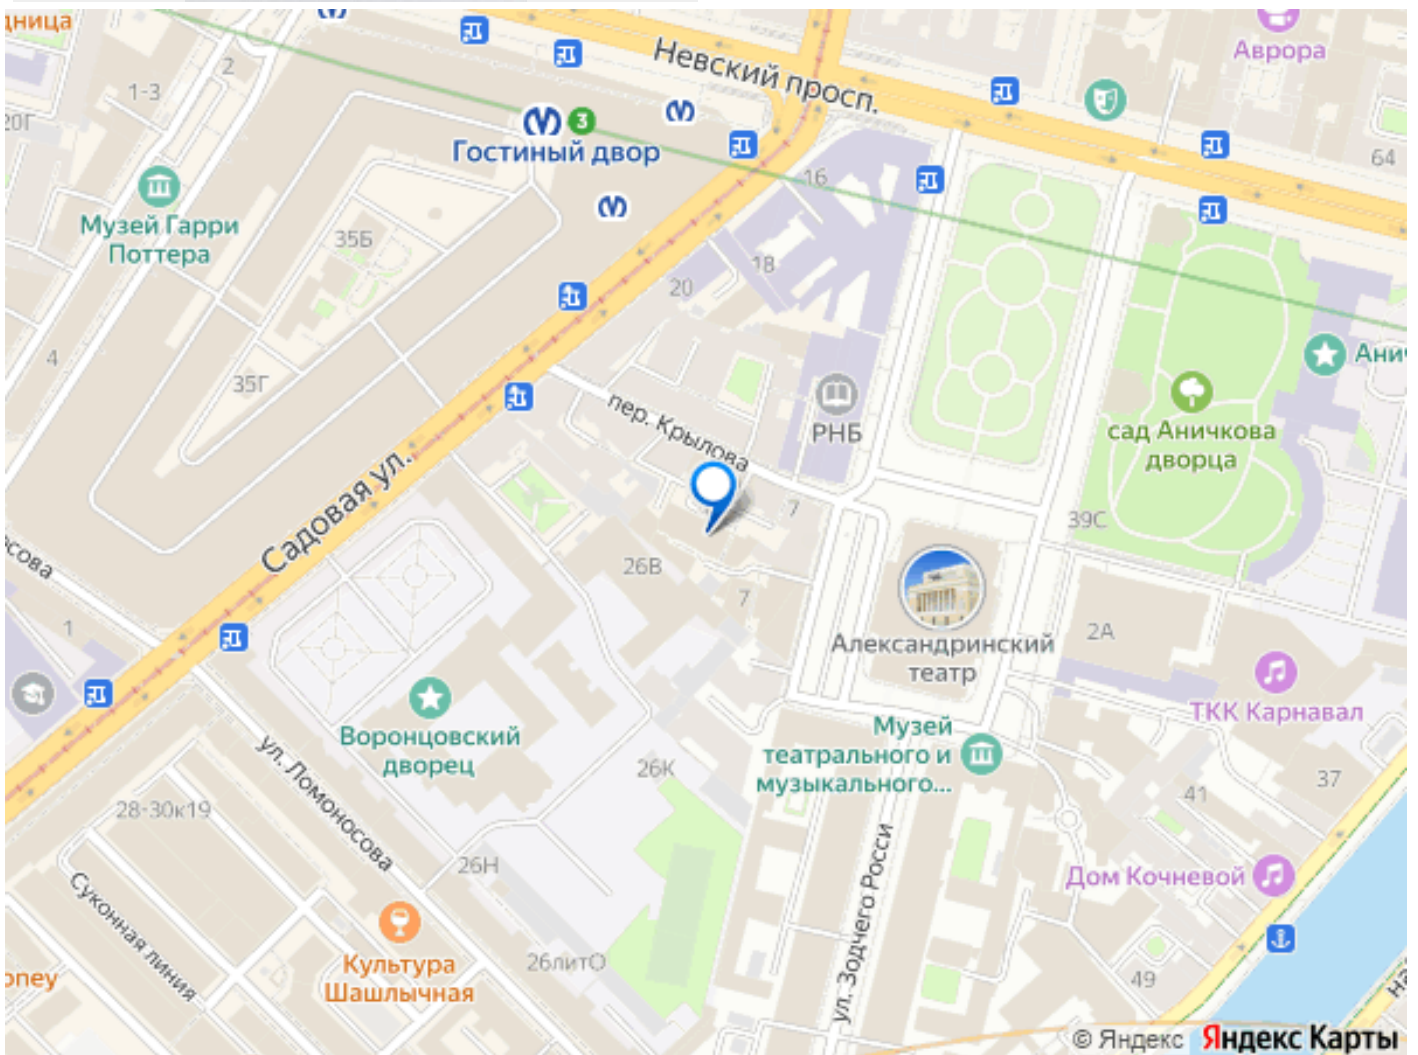 дница
Невский просп.
Аврора
2
1-3
20Г
3
Гостиный двор
16
64
Музей Гарри
Поттера
35Б
18
20
4
35Г
Анич
пер. Крылова
РНБ
сад Аничкова
дворца
Садовая ул.
7
39С
26В
7
1
Александринский
театр
2А
ТКК Карнавал
Воронцовский
дворец
Музей
театрального и
музыкального...
ул. Ломоносова
26К
37
41
28-30к19
26Н
Дом Кочневой
Суконная линия
ул. Зодчего Росси
Культура
Шашлычная
26литО
49
© Яндекс Яндекс Карты